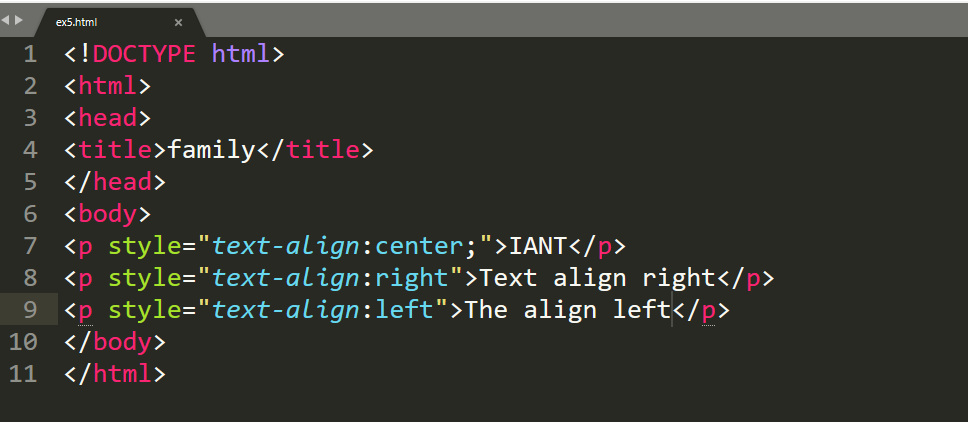 ex5.html ×
1 <!DOCTYPE html>
2 <html>
3 <head>
4 <title>family</title>
5 </head>
6 <body>
7 <p style="text-align:center;">IANT</p>
8 <p style="text-align:right">Text align right</p>
9 <p style="text-align:left">The align left</p>
10 </body>
11 </html>